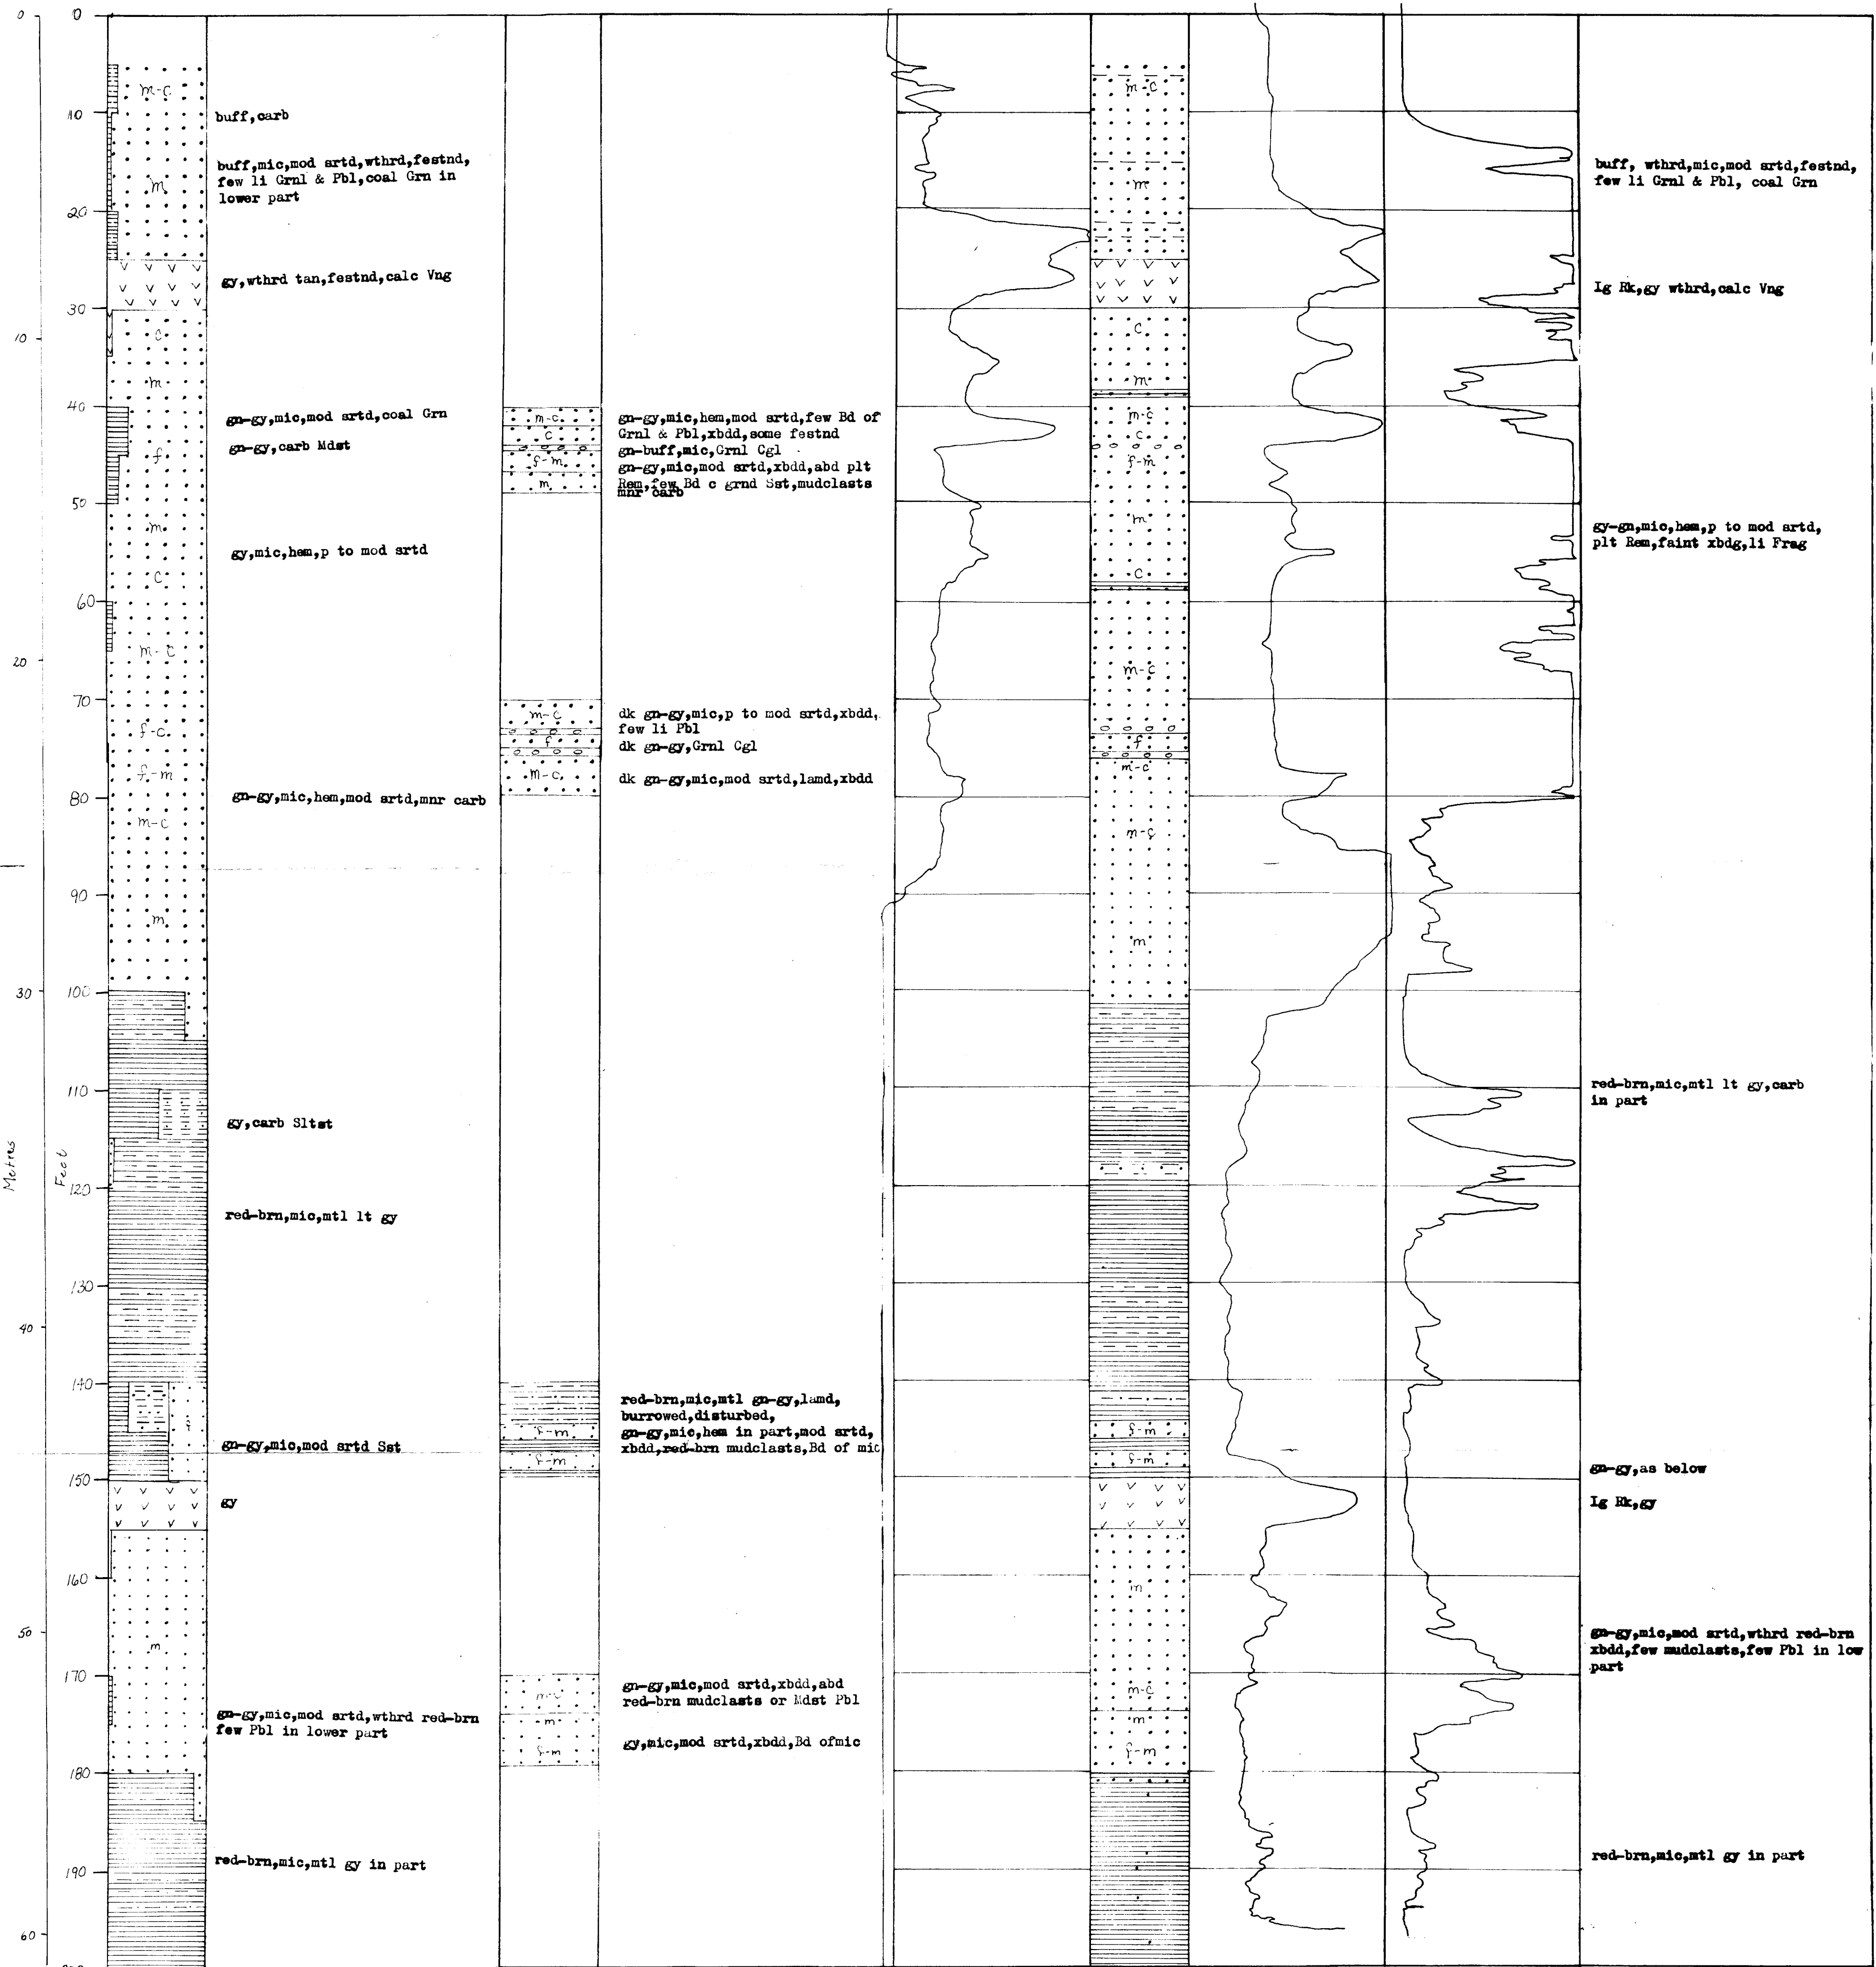 0
10
20
30
40
50
60
Metres
0
10
20
30
40
50
60
70
80
90
100
110
120
130
140
150
160
170
180
190
Feet
m-c
m
c
m
f
m
c
m-c
f-c
f-m
m-c
m
f
m
buff,carb
buff,mic,mod srtd,wthrd,festnd,
few li Grnl & Pbl,coal Grn in
lower part
gy,wthrd tan,festnd,calc Vng
gn-gy,mic,mod srtd,coal Grn
gn-gy,carb Mdst
gy,mic,hem,p to mod srtd
gn-gy,mic,hem,mod srtd,mnr carb
gy,carb Sltst
red-brn,mic,mtl lt gy
gn-gy,mic,mod srtd Sst
gy
gn-gy,mic,mod srtd,wthrd red-brn
few Pbl in lower part
red-brn,mic,mtl gy in part
m-c
c
f-m
m
m-c
f
m-c
f-m
f-m
m-c
m
f-m
gn-gy,mic,hem,mod srtd,few Bd of
Grnl & Pbl,xbdd,some festnd
gn-buff,mic,Grnl Cgl
gn-gy,mic,mod srtd,xbdd,abd plt
Rem,few Bd c grnd Sst,mudclasts
mnr carb
dk gn-gy,mic,p to mod srtd,xbdd,
few li Pbl
dk gn-gy,Grnl Cgl
dk gn-gy,mic,mod srtd,lamd,xbdd
red-brn,mic,mtl gn-gy,lamd,
burrowed,disturbed,
gn-gy,mic,hem in part,mod srtd,
xbdd,red-brn mudclasts,Bd of mic
gn-gy,mic,mod srtd,xbdd,abd
red-brn mudclasts or Mdst Pbl
gy,mic,mod srtd,xbdd,Bd ofmic
m-c
m
c
m
m-c
c
f-m
m
c
m-c
f
m-c
m-c
m
f-m
f-m
m
m-c
m
f-m
buff, wthrd,mic,mod srtd,festnd,
few li Grnl & Pbl, coal Grn
Ig Rk,gy wthrd,calc Vng
gy-gn,mic,hem,p to mod srtd,
plt Rem,faint xbdg,li Frag
red-brn,mic,mtl lt gy,carb
in part
gn-gy,as below
Ig Rk,gy
gn-gy,mic,mod srtd,wthrd red-brn
xbdd,few mudclasts,few Pbl in low
part
red-brn,mic,mtl gy in part